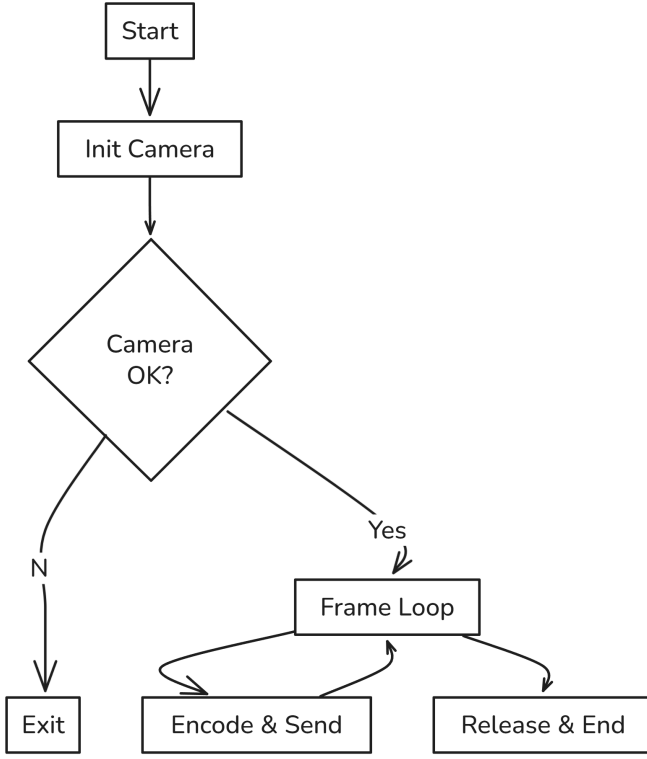 Start
Init Camera
Camera
OK?
Yes
N
Frame Loop
Exit
Encode & Send
Release & End